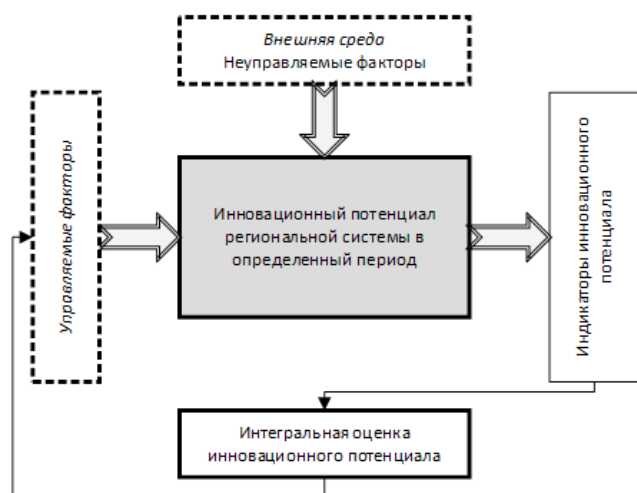 Внешняя среда
Неуправляемые факторы
Управляемые факторы
Инновационный потенциал
региональной системы в
определенный период
Индикаторы инновационного
потенциала
Интегральная оценка
инновационного потенциала